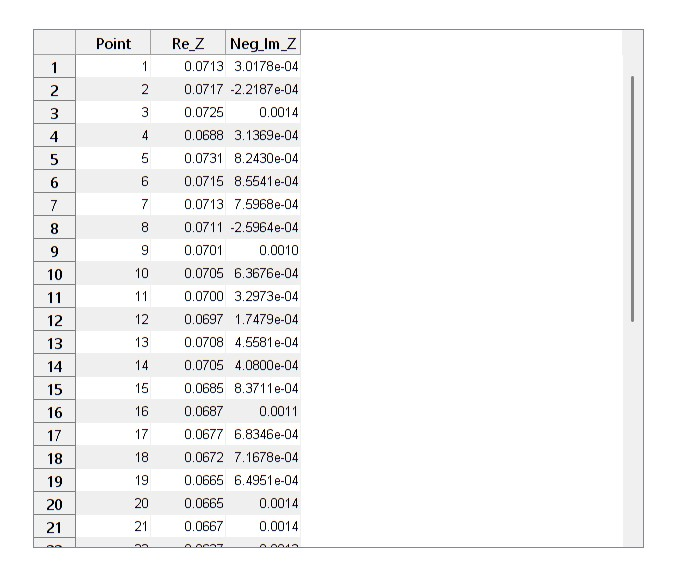 Point Re_Z Neg_Im_Z
1 1 0.0713 3.0178e-04
2 2 0.0717 -2.2187e-04
3 3 0.0725 0.0014
4 4 0.0688 3.1369e-04
5 5 0.0731 8.2430e-04
6 6 0.0715 8.5541e-04
7 7 0.0713 7.5968e-04
8 8 0.0711 -2.5964e-04
9 9 0.0701 0.0010
10 10 0.0705 6.3676e-04
11 11 0.0700 3.2973e-04
12 12 0.0697 1.7479e-04
13 13 0.0708 4.5581e-04
14 14 0.0705 4.0800e-04
15 15 0.0685 8.3711e-04
16 16 0.0687 0.0011
17 17 0.0677 6.8346e-04
18 18 0.0672 7.1678e-04
19 19 0.0665 6.4951e-04
20 20 0.0665 0.0014
21 21 0.0667 0.0014